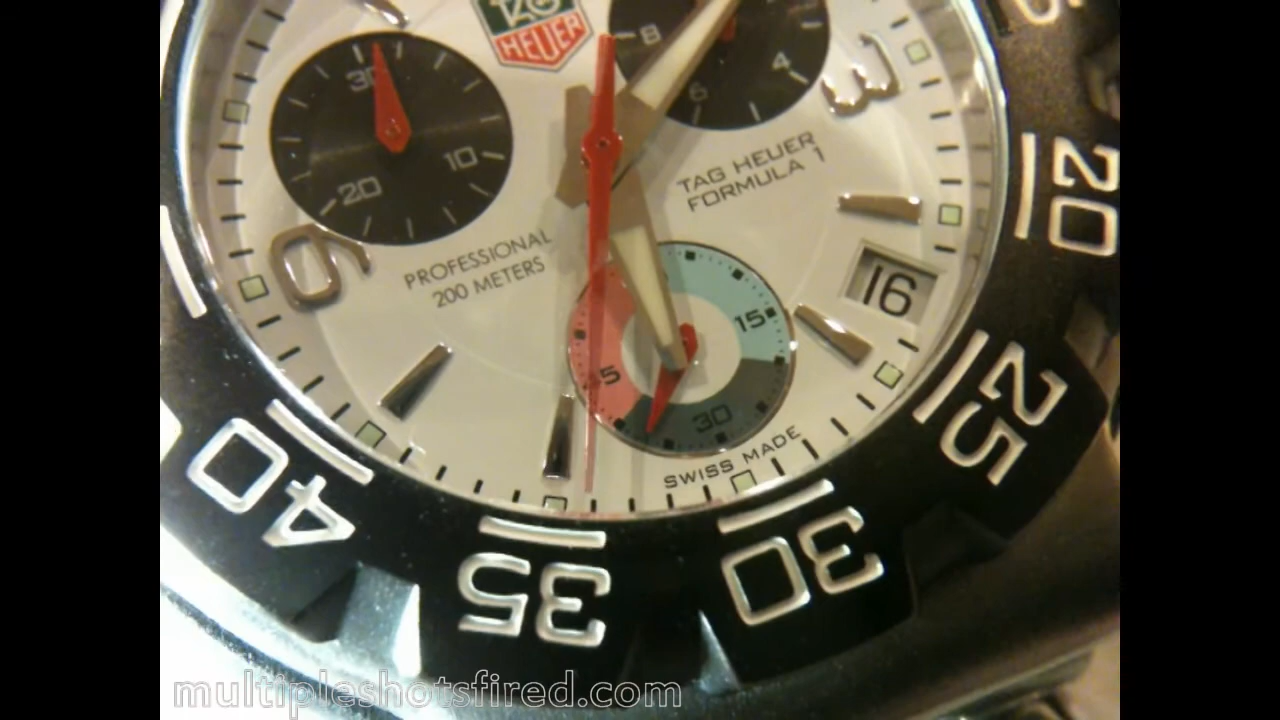 TAG
HEUER
30
10
20
8
4
6
3
TAG HEUER
FORMULA 1
6
PROFESSIONAL
200 METERS
16
15
30
SWISS MADE
20
25
30
35
40
multipleshotsfired.com